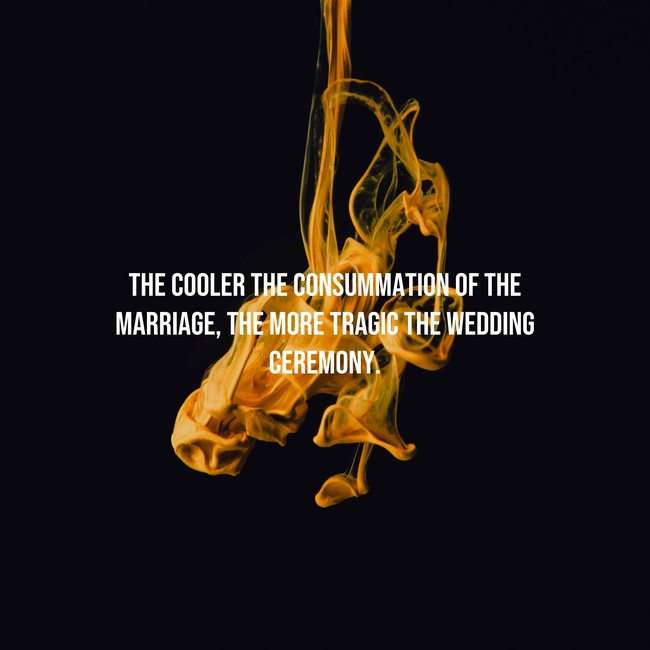 THE COOLER THE CONSUMMATION OF THE
MARRIAGE, THE MORE TRAGIC THE WEDDING
CEREMONY.